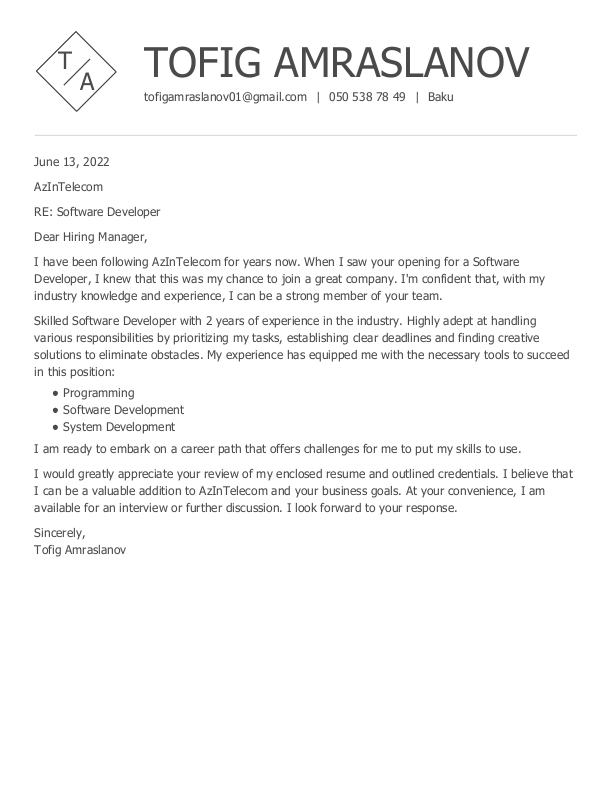 T
A
TOFIG AMRASLANOV
tofigamraslanov01@gmail.com | 050 538 78 49 | Baku
June 13, 2022
AzInTelecom
RE: Software Developer
Dear Hiring Manager,
I have been following AzInTelecom for years now. When I saw your opening for a Software
Developer, I knew that this was my chance to join a great company. I'm confident that, with my
industry knowledge and experience, I can be a strong member of your team.
Skilled Software Developer with 2 years of experience in the industry. Highly adept at handling
various responsibilities by prioritizing my tasks, establishing clear deadlines and finding creative
solutions to eliminate obstacles. My experience has equipped me with the necessary tools to succeed
in this position:
• Programming
• Software Development
• System Development
I am ready to embark on a career path that offers challenges for me to put my skills to use.
I would greatly appreciate your review of my enclosed resume and outlined credentials. I believe that
I can be a valuable addition to AzInTelecom and your business goals. At your convenience, I am
available for an interview or further discussion. I look forward to your response.
Sincerely,
Tofig Amraslanov